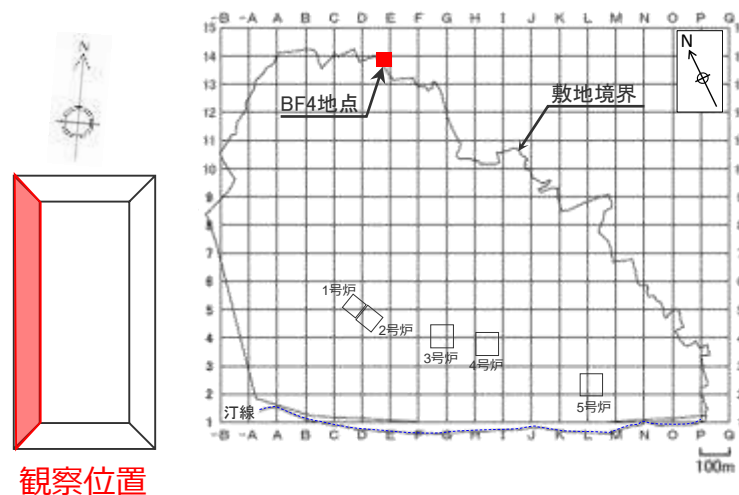 N
観察位置
-B -A A B C D E F G H I J K L M N O P Q
15
14
13
12
11
10
9
8
7
6
5
4
3
2
1
N
BF4地点
敷地境界
1号炉
2号炉
3号炉
4号炉
5号炉
汀線
-B -A A B C D E F G H I J K L M N O P Q
100m